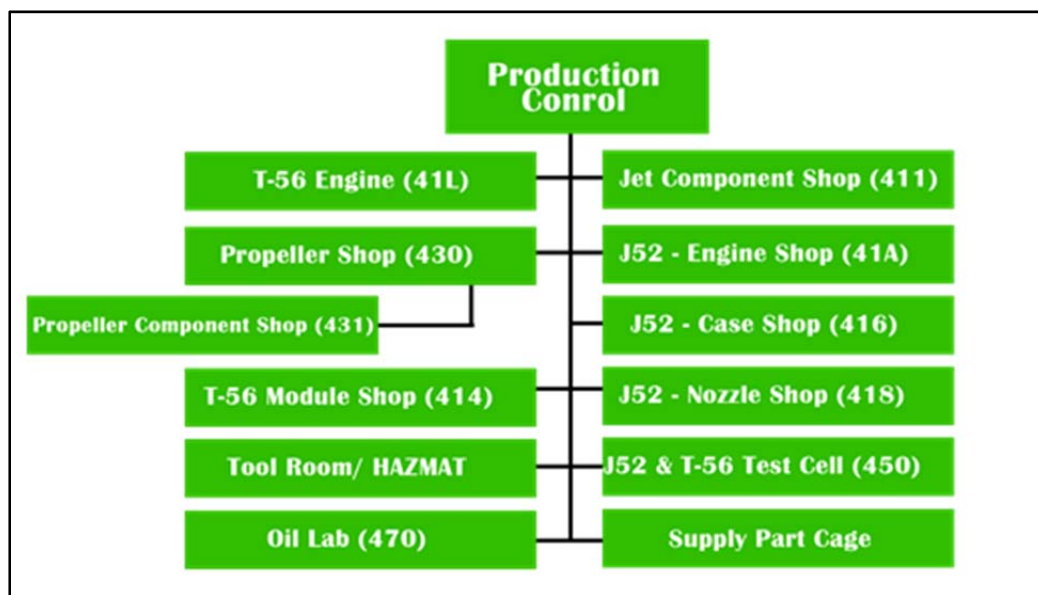 Production
Conrol
T-56 Engine (41L)
Jet Component Shop (411)
Propeller Shop (430)
J52 - Engine Shop (41A)
Propeller Component Shop (431)
J52 - Case Shop (416)
T-56 Module Shop (414)
J52 - Nozzle Shop (418)
Tool Room/ HAZMAT
J52 & T-56 Test Cell (450)
Oil Lab (470)
Supply Part Cage